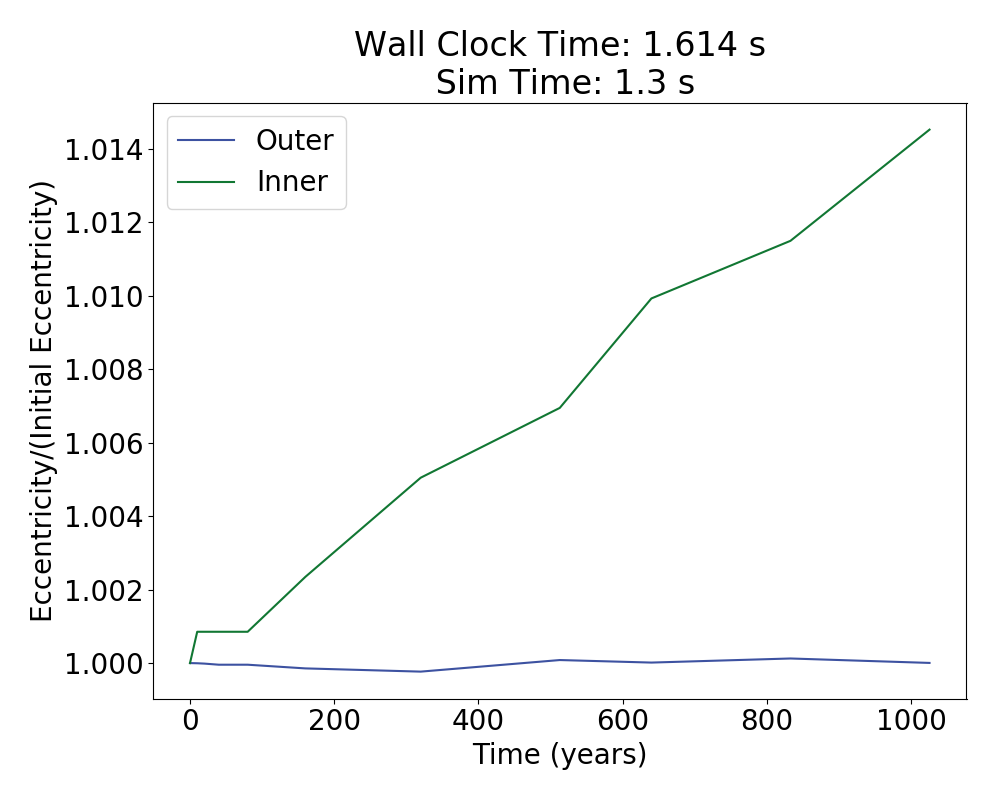 Wall Clock Time: 1.614 s
Sim Time: 1.3 s
Outer
Inner
Eccentricity/(Initial Eccentricity)
1.014
1.012
1.010
1.008
1.006
1.004
1.002
1.000
0 200 400 600 800 1000
Time (years)